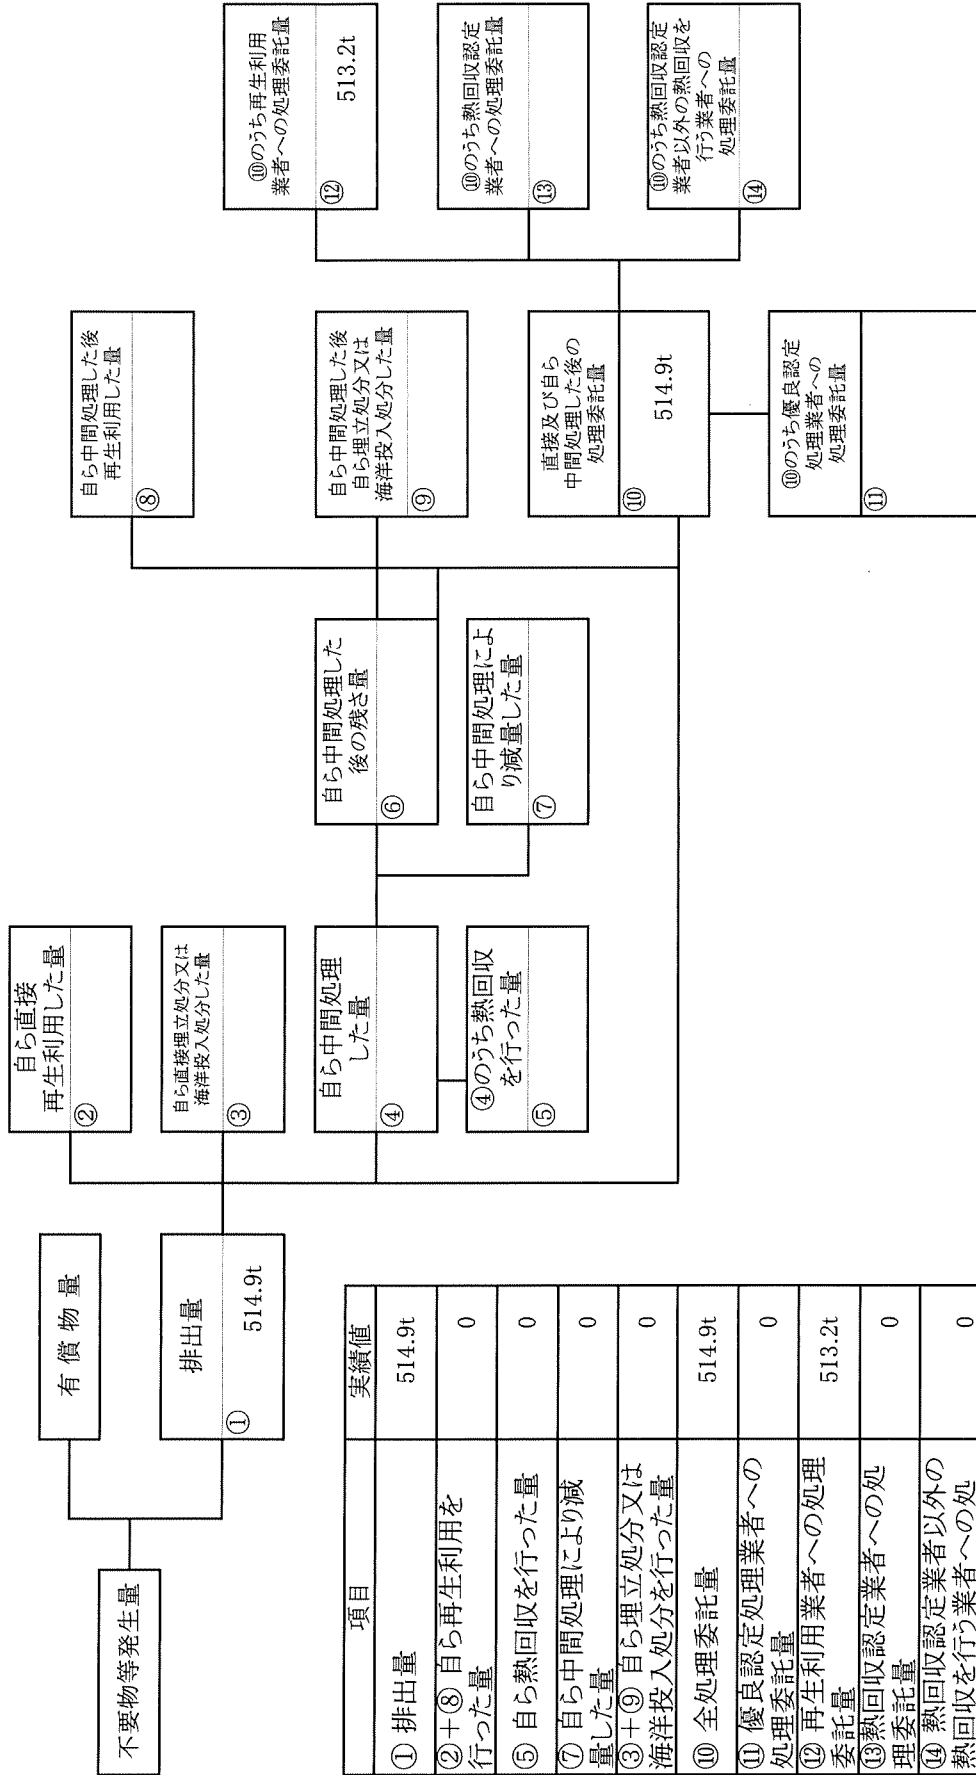 不要物等発生量
有償物量
排出量
①
514.9t
自ら直接
再生利用した量
②
自ら直接埋立処分又は
海洋投入処分した量
③
自ら中間処理
した量
④
④のうち熱回収
を行った量
⑤
自ら中間処理した
後の残さ量
⑥
自ら中間処理によ
り減量した量
⑦
自ら中間処理した後
再生利用した量
⑧
自ら中間処理した後
自ら埋立処分又は
海洋投入処分した量
⑨
直接及び自ら
中間処理した後の
処理委託量
⑩
514.9t
⑩のうち優良認定
処理業者への
処理委託量
⑪
⑩のうち再生利用
業者への処理委託量
⑫
513.2t
⑩のうち熱回収認定
業者への処理委託量
⑬
⑩のうち熱回収認定
業者以外の熱回収を
行う業者への
処理委託量
⑭
項目 実績値
① 排出量 514.9t
②+⑧ 自ら再生利用を
行った量 0
⑤ 自ら熱回収を行った量 0
⑦ 自ら中間処理により減
量した量 0
③+⑨ 自ら埋立処分又は
海洋投入処分を行った量 0
⑩ 全処理委託量 514.9t
⑪ 優良認定処理業者への
処理委託量 0
⑫ 再生利用業者への処理
委託量 513.2t
⑬熱回収認定業者への処
理委託量 0
⑭ 熱回収認定業者以外の
熱回収を行う業者への処 0